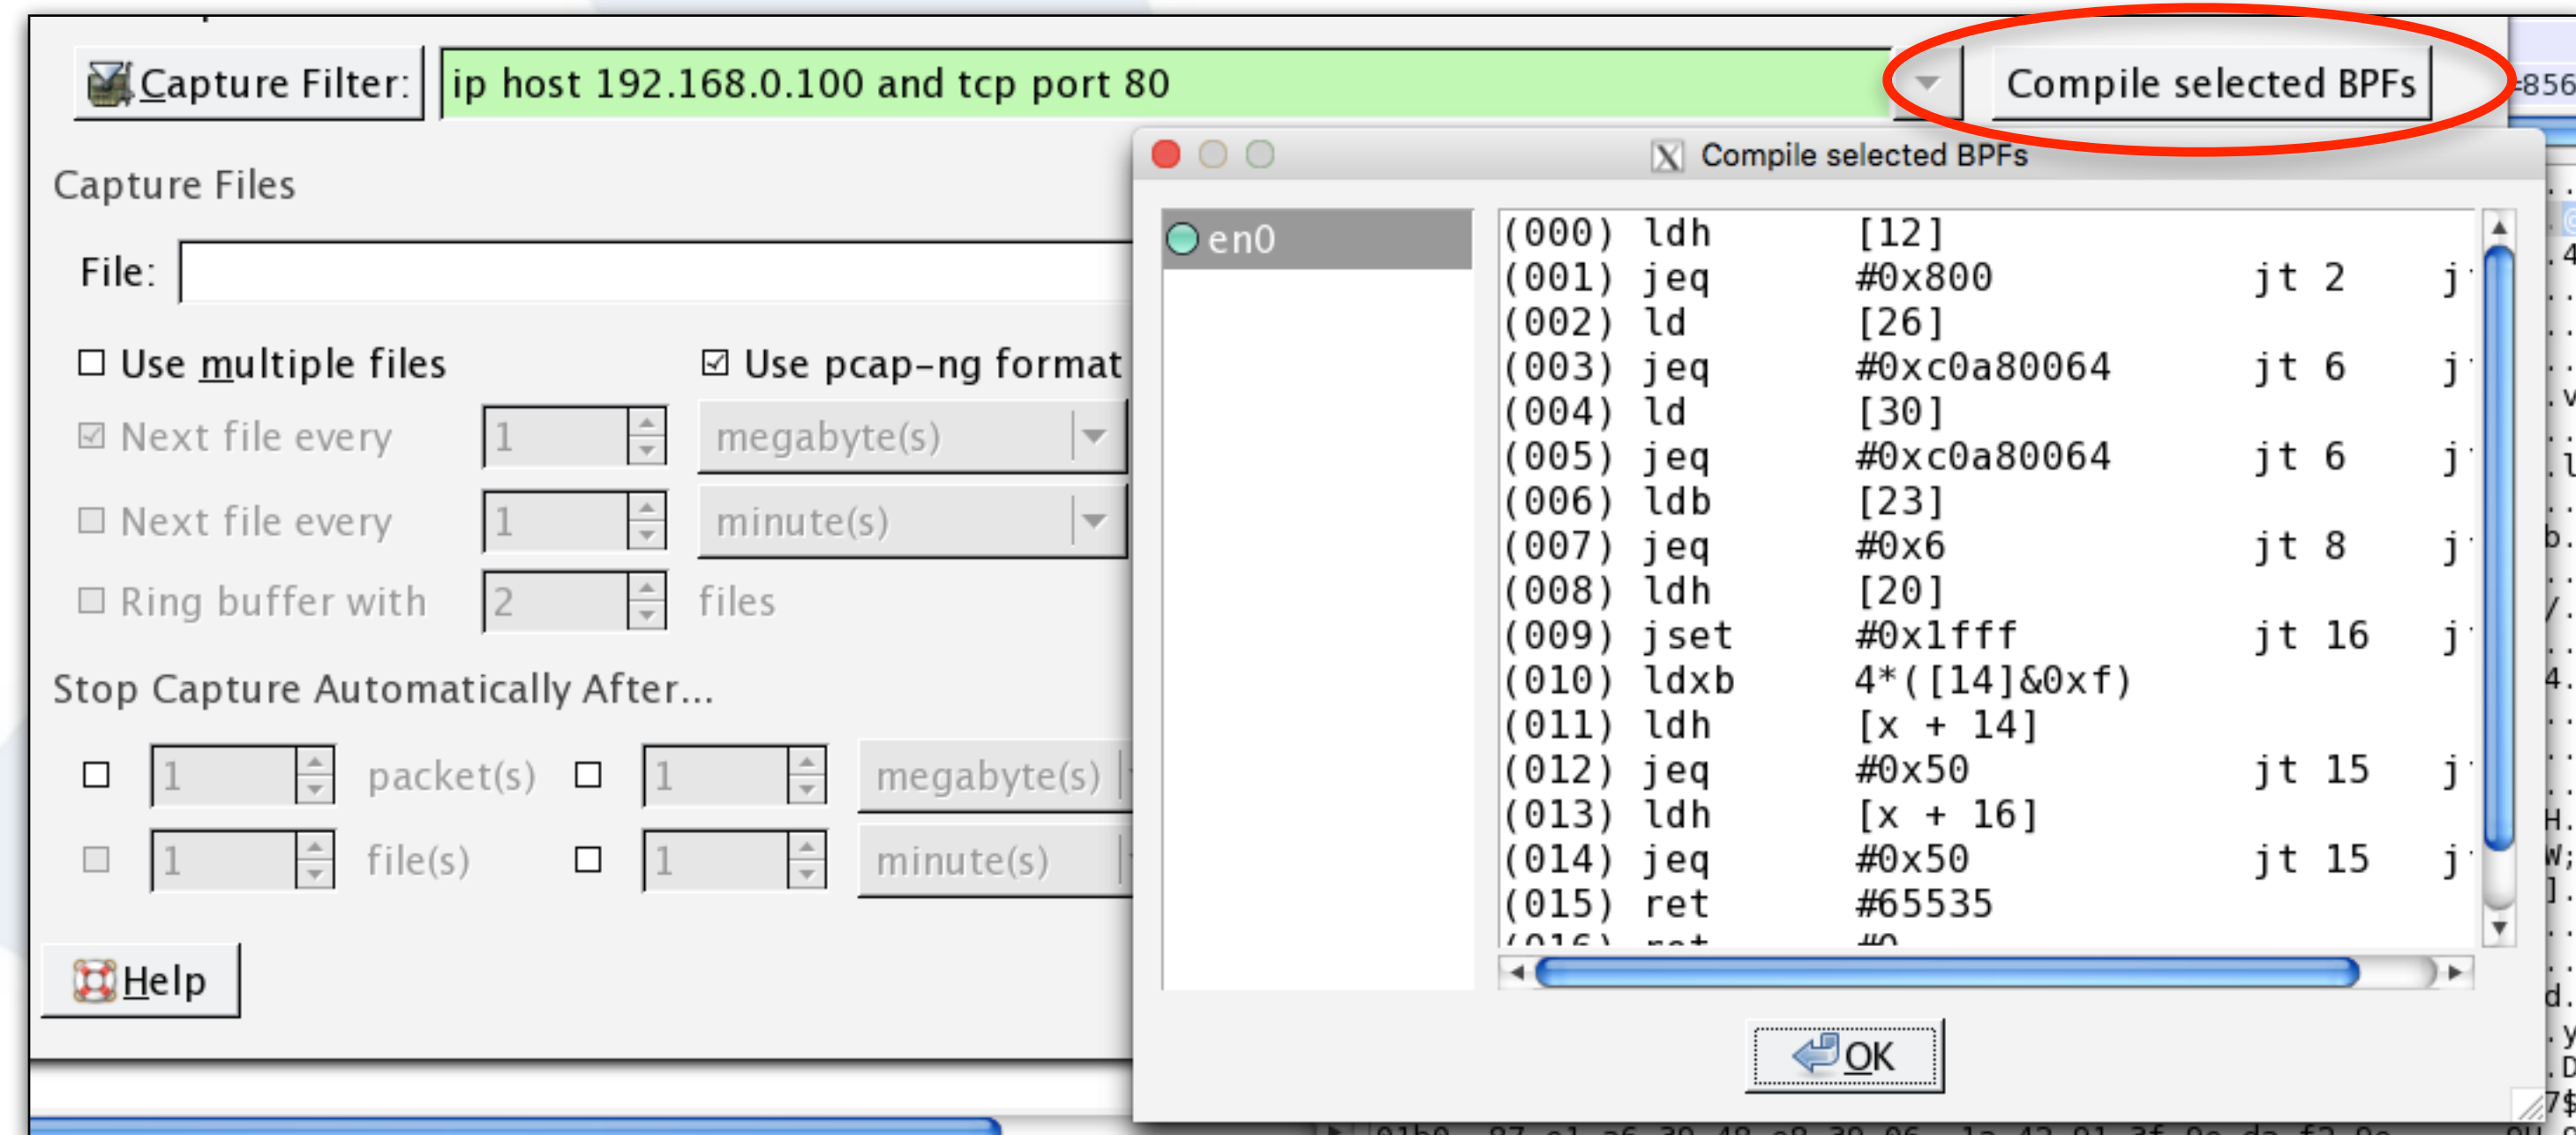 Capture Filter: ip host 192.168.0.100 and tcp port 80 Compile selected BPFs
Capture Files
File:
Use multiple files Use pcap-ng format
Next file every 1 megabyte(s)
Next file every 1 minute(s)
Ring buffer with 2 files
Stop Capture Automatically After...
1 packet(s) 1 megabyte(s)
1 file(s) 1 minute(s)
Help
Compile selected BPFs
en0
(000) ldh [12]
(001) jeq #0x800 jt 2 j
(002) ld [26]
(003) jeq #0xc0a80064 jt 6 j
(004) ld [30]
(005) jeq #0xc0a80064 jt 6 j
(006) ldb [23]
(007) jeq #0x6 jt 8 j
(008) ldh [20]
(009) jset #0x1fff jt 16 j
(010) ldxb 4*([14]&0xf)
(011) ldh [x + 14]
(012) jeq #0x50 jt 15 j
(013) ldh [x + 16]
(014) jeq #0x50 jt 15 j
(015) ret #65535
(016) ret #0
OK